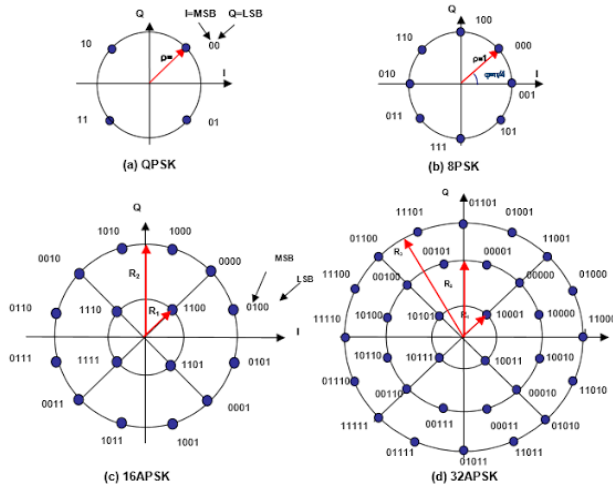 Q I=MSB Q=LSB
10 00
ρ=
I
11 01
(a) QPSK
Q 100
110 000
ρ=1
φ=π/4
010 I
001
011 101
111
(b) 8PSK
Q
1010 1000
0010 0000
MSB
LSB
R2
0110 1110 R1 1100 0100
I
0111 1111 1101 0101
0011 0001
1011 1001
(c) 16APSK
Q
01101
11101 01001
01100 11001
00101 00001
11100 00100 00000 01000
11110 10100 10101 10001 10000 11000
01110 10110 10111 10011 10010 11010
11111 00110 00111 00011 00010 01010
01111 01011 11011
(d) 32APSK